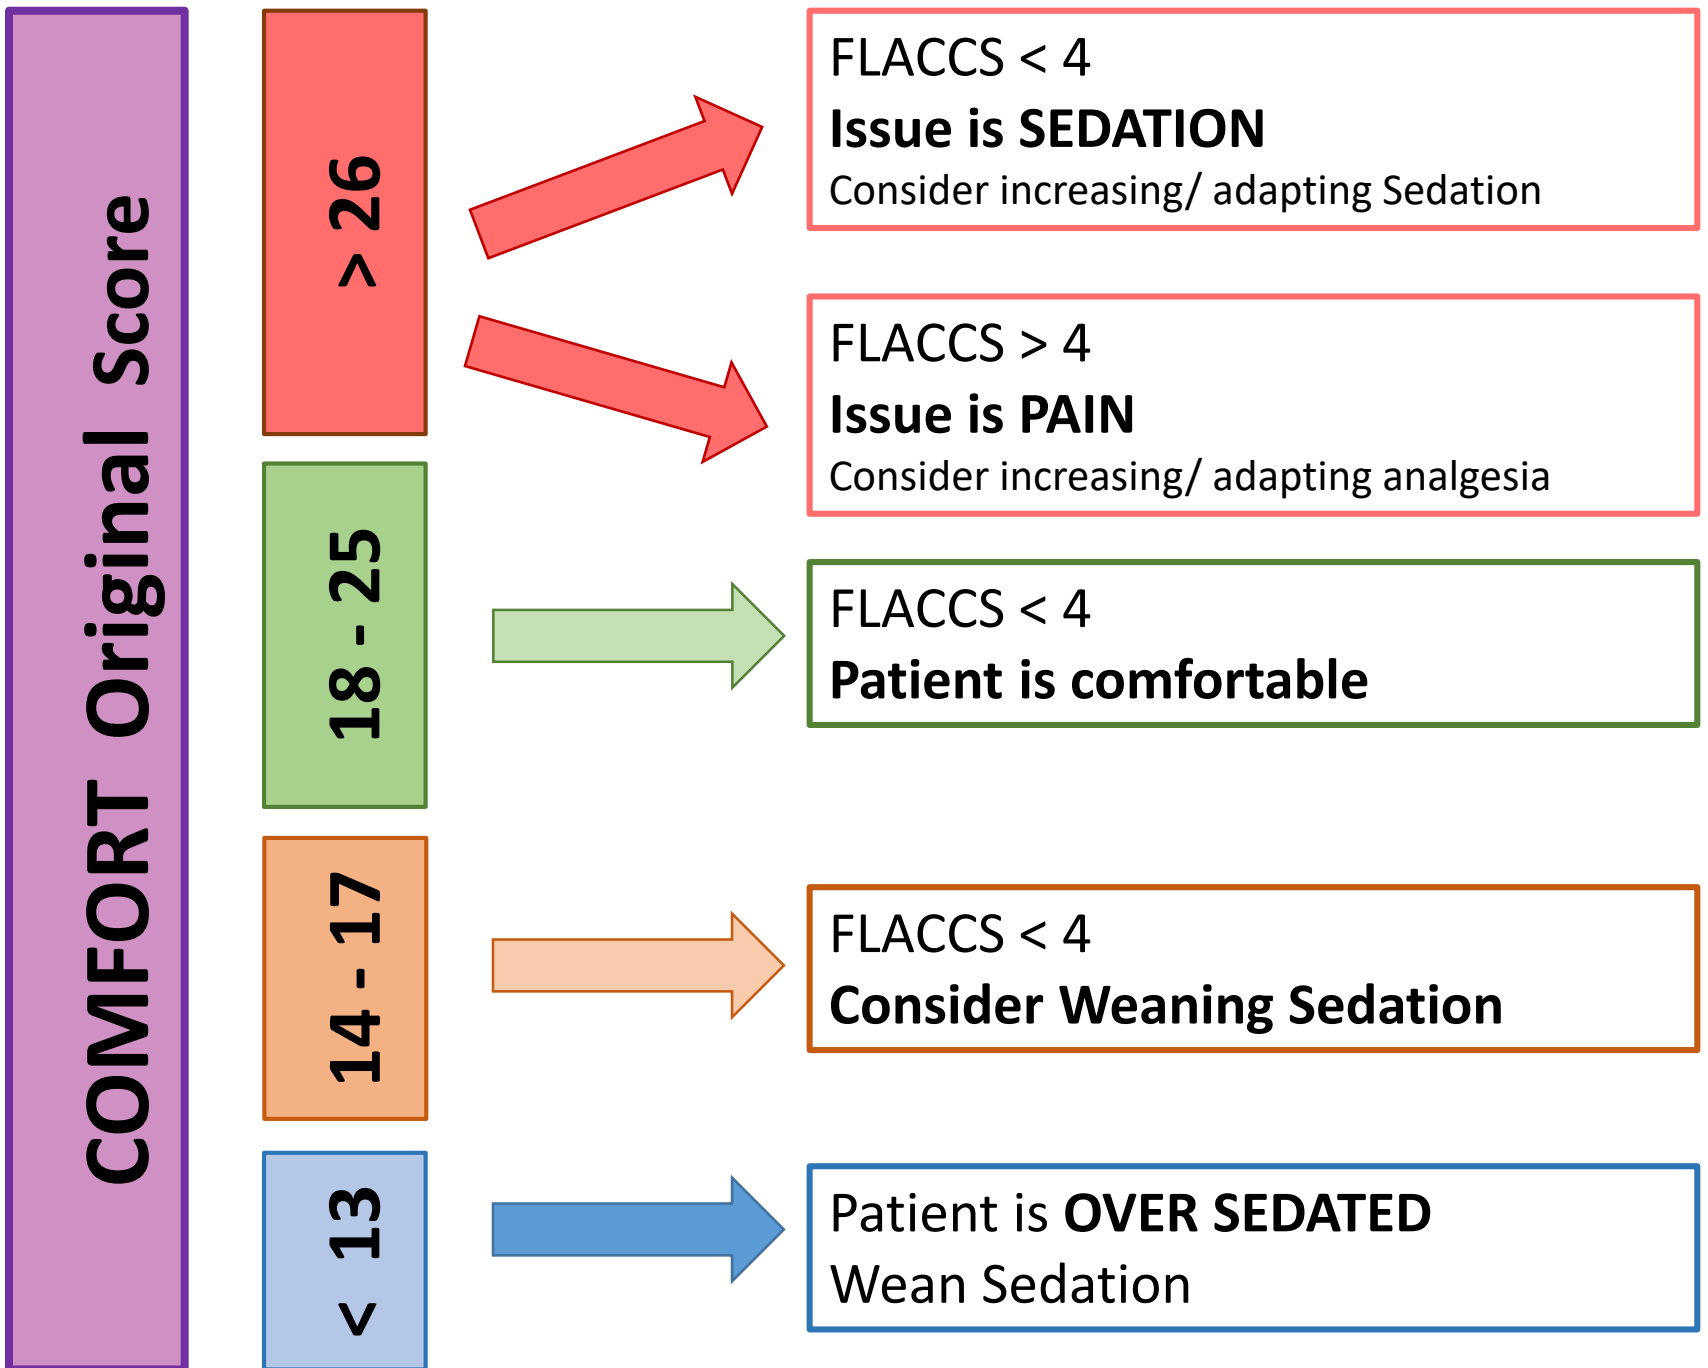 COMFORT Original Score
> 26
FLACCS < 4
Issue is SEDATION
Consider increasing/ adapting Sedation
FLACCS > 4
Issue is PAIN
Consider increasing/ adapting analgesia
18 - 25
FLACCS < 4
Patient is comfortable
14 - 17
FLACCS < 4
Consider Weaning Sedation
< 13
Patient is OVER SEDATED
Wean Sedation